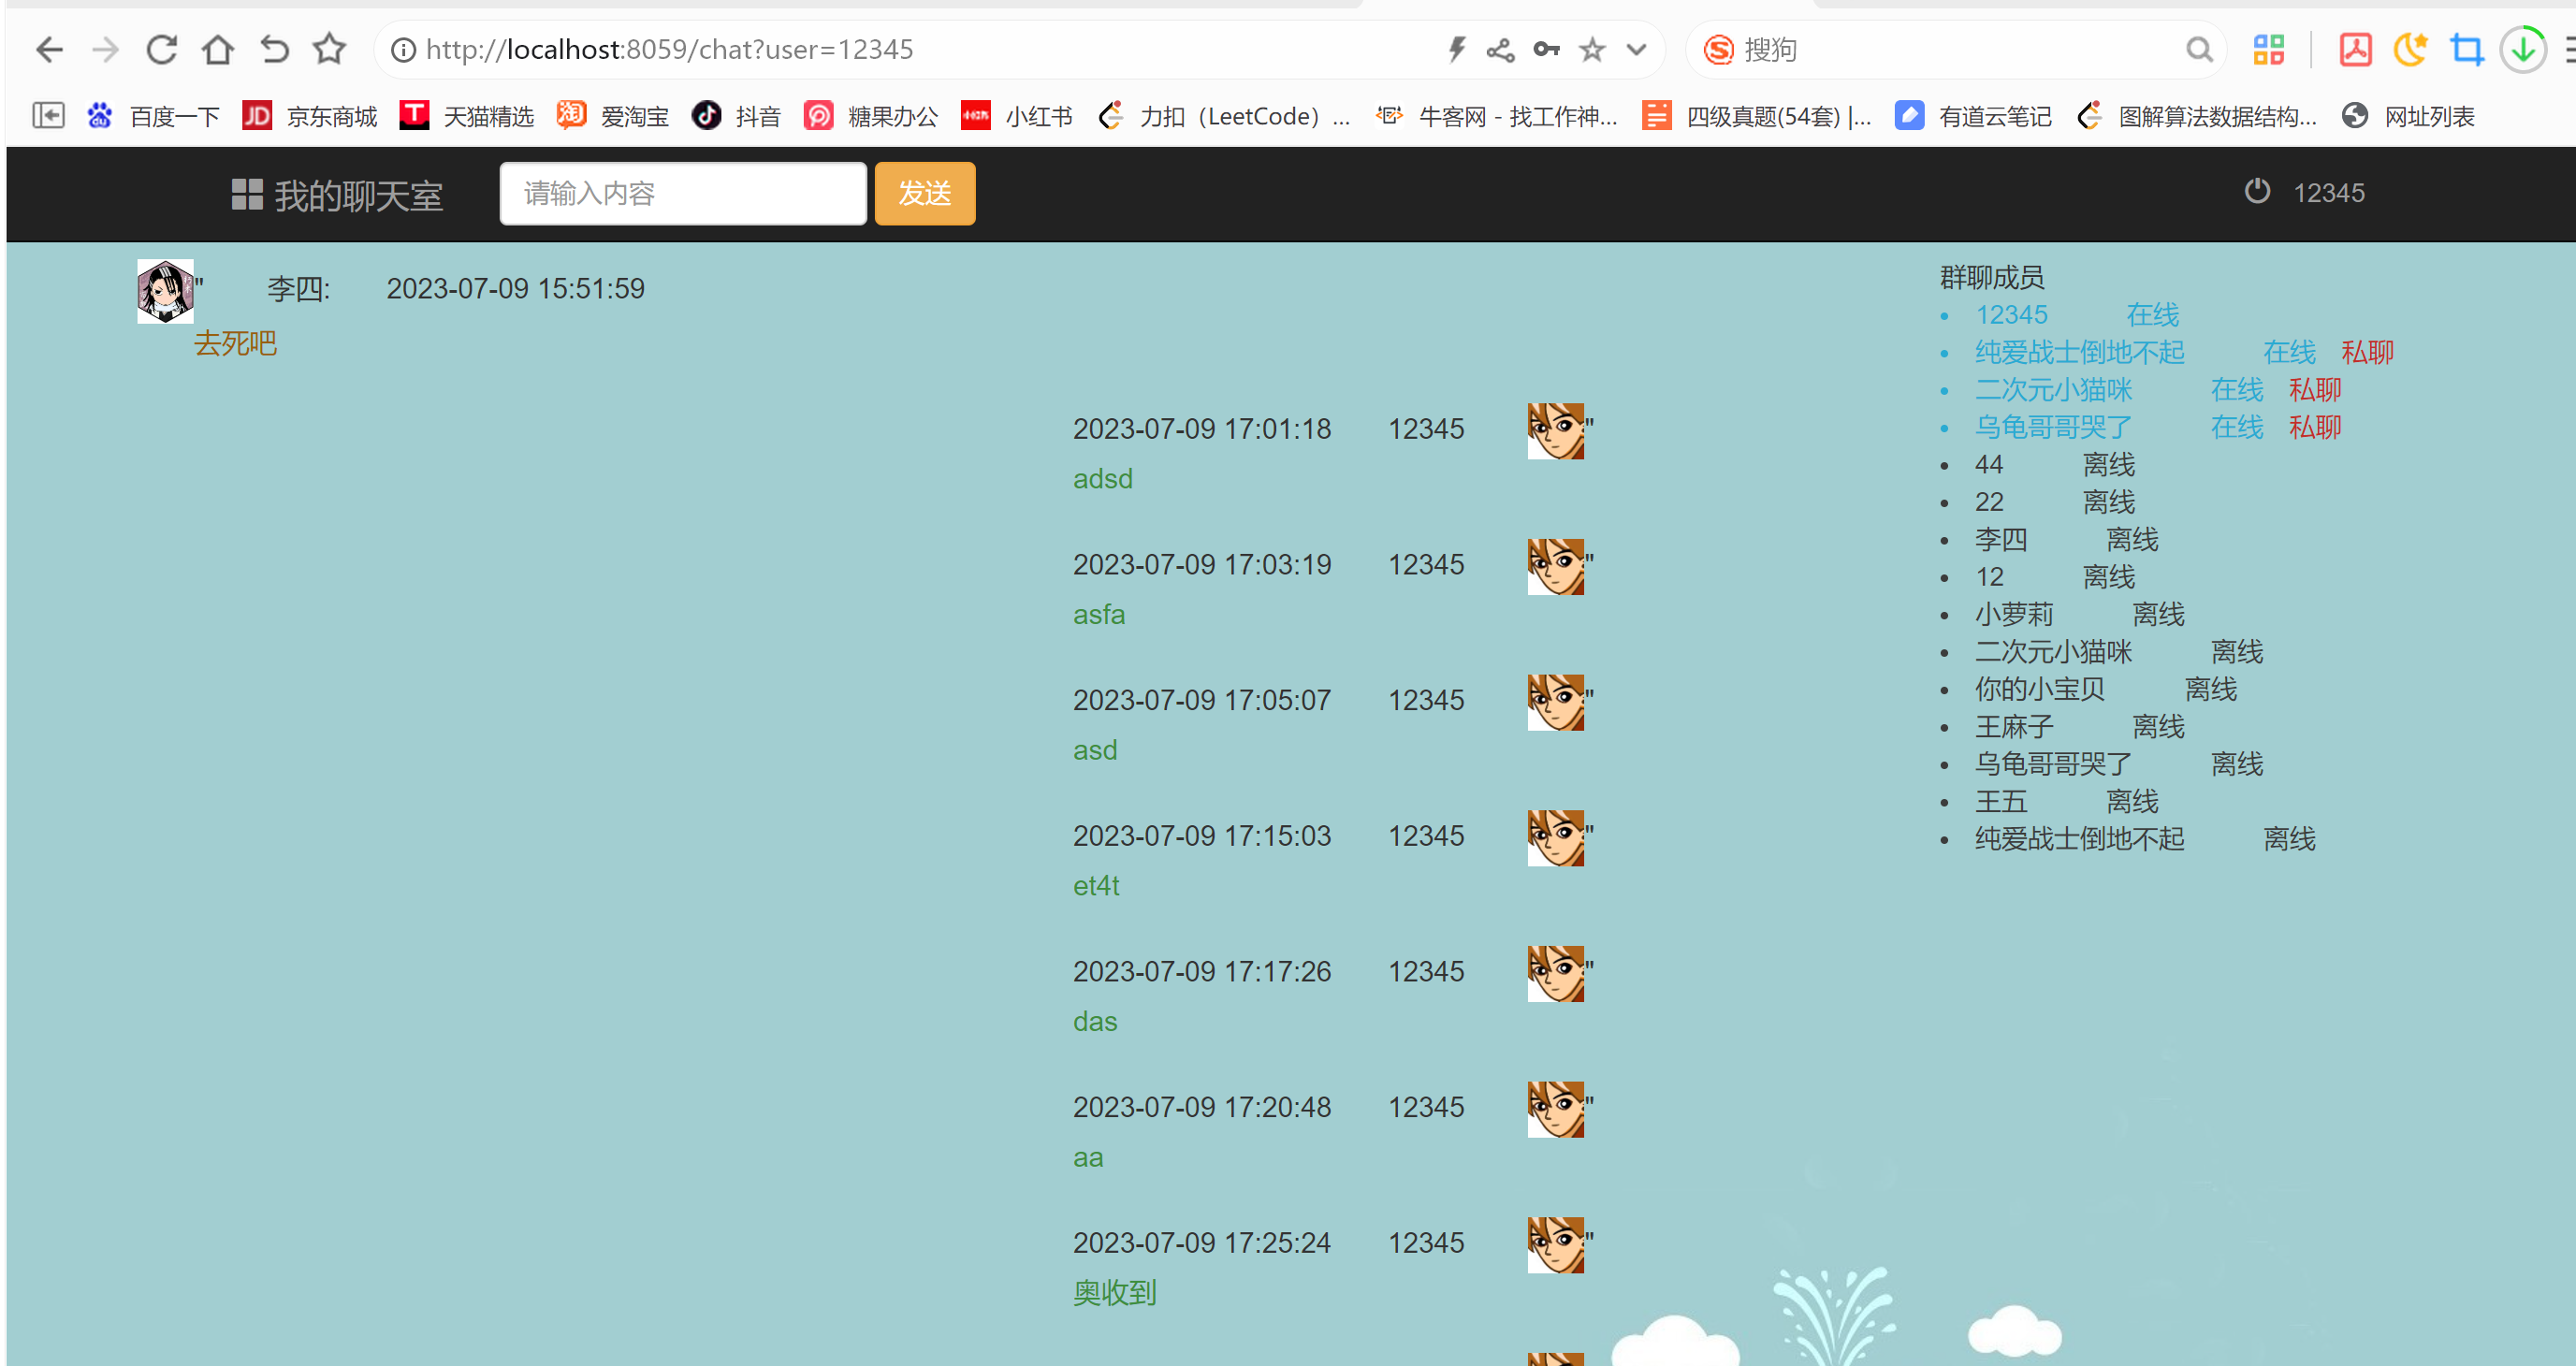 http://localhost:8059/chat?user=12345 搜狗
百度一下 JD 京东商城 T 天猫精选 淘 爱淘宝 抖音 糖果办公 小红书 小红书 力扣（LeetCode）... 牛客网 - 找工作神... 四级真题(54套) |... 有道云笔记 图解算法数据结构... 网址列表
我的聊天室 请输入内容 发送 12345
" 李四: 2023-07-09 15:51:59
去死吧
2023-07-09 17:01:18 12345 "
adsd
2023-07-09 17:03:19 12345 "
asfa
2023-07-09 17:05:07 12345 "
asd
2023-07-09 17:15:03 12345 "
et4t
2023-07-09 17:17:26 12345 "
das
2023-07-09 17:20:48 12345 "
aa
2023-07-09 17:25:24 12345 "
奥收到
群聊成员
• 12345 在线
• 纯爱战士倒地不起 在线 私聊
• 二次元小猫咪 在线 私聊
• 乌龟哥哥哭了 在线 私聊
• 44 离线
• 22 离线
• 李四 离线
• 12 离线
• 小萝莉 离线
• 二次元小猫咪 离线
• 你的小宝贝 离线
• 王麻子 离线
• 乌龟哥哥哭了 离线
• 王五 离线
• 纯爱战士倒地不起 离线